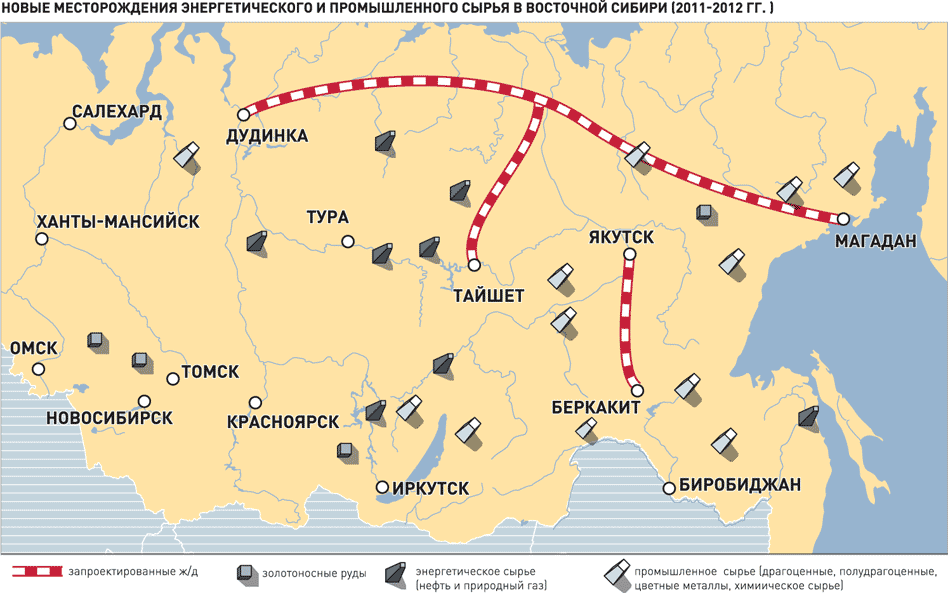 НОВЫЕ МЕСТОРОЖДЕНИЯ ЭНЕРГЕТИЧЕСКОГО И ПРОМЫШЛЕННОГО СЫРЬЯ В ВОСТОЧНОЙ СИБИРИ (2011-2012 ГГ. )
САЛЕХАРД
ДУДИНКА
ХАНТЫ-МАНСИЙСК
ТУРА
ЯКУТСК
МАГАДАН
ТАЙШЕТ
ОМСК
ТОМСК
НОВОСИБИРСК
КРАСНОЯРСК
БЕРКАКИТ
ИРКУТСК
БИРОБИДЖАН
запроектированные ж/д
золотоносные руды
энергетическое сырье
(нефть и природный газ)
промышленное сырье (драгоценные, полудрагоценные,
цветные металлы, химиическое сырье)